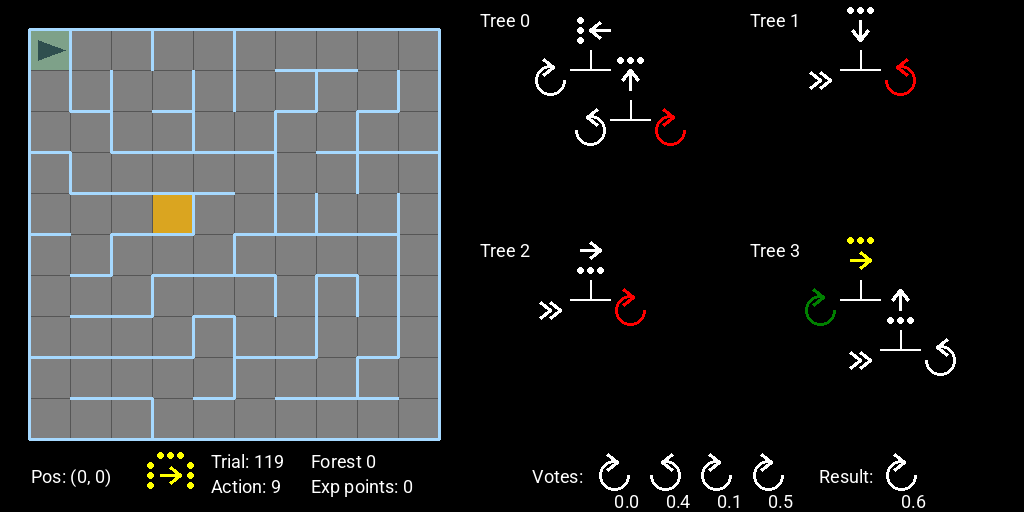 Tree 0
Tree 1
Tree 2
Tree 3
Pos: (0, 0)
Trial: 119
Forest 0
Action: 9
Exp points: 0
Votes:
0.0
0.4
0.1
0.5
Result:
0.6